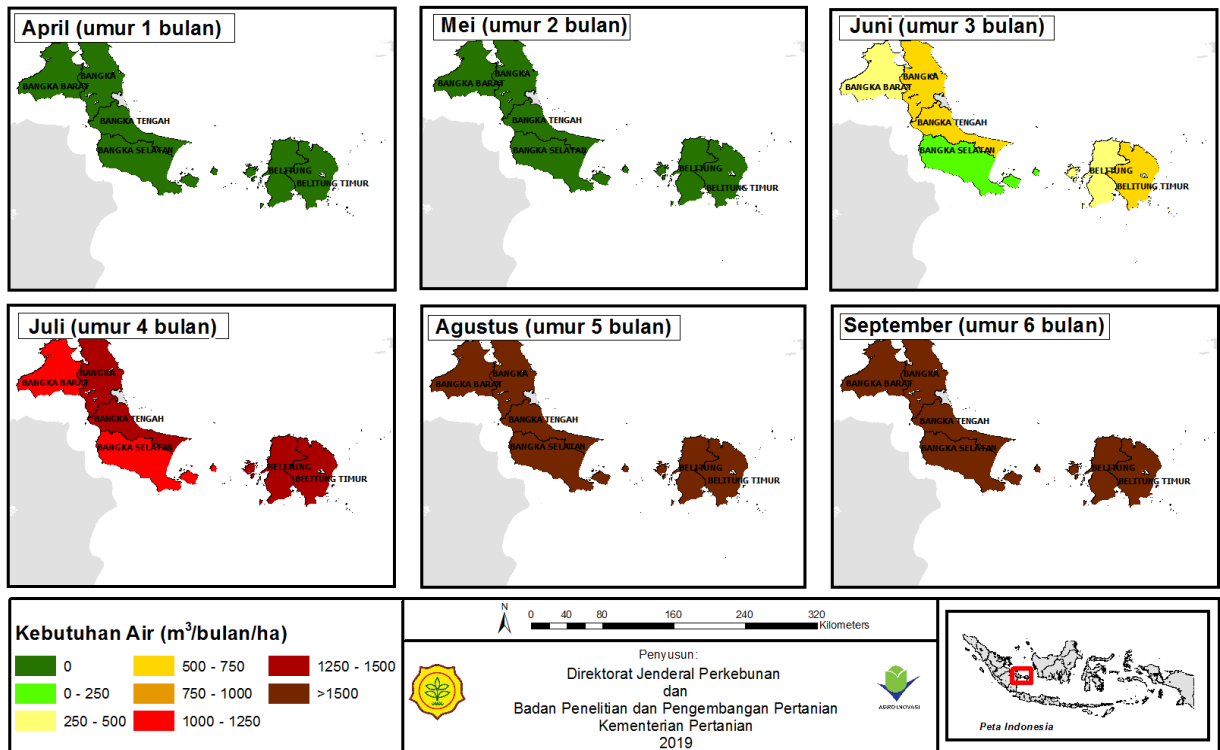 April (umur 1 bulan)
BANGKA
BANGKA BARAT
BANGKA TENGAH
BANGKA SELATAN
BELITUNG
BELITUNG TIMUR
Mei (umur 2 bulan)
BANGKA
BANGKA BARAT
BANGKA TENGAH
BANGKA SELATAN
BELITUNG
BELITUNG TIMUR
Juni (umur 3 bulan)
BANGKA
BANGKA BARAT
BANGKA TENGAH
BANGKA SELATAN
BELITUNG
BELITUNG TIMUR
Juli (umur 4 bulan)
BANGKA
BANGKA BARAT
BANGKA TENGAH
BANGKA SELATAN
BELITUNG
BELITUNG TIMUR
Agustus (umur 5 bulan)
BANGKA
BANGKA BARAT
BANGKA TENGAH
BANGKA SELATAN
BELITUNG
BELITUNG TIMUR
September (umur 6 bulan)
BANGKA
BANGKA BARAT
BANGKA TENGAH
BANGKA SELATAN
BELITUNG
BELITUNG TIMUR
Kebutuhan Air (m³/bulan/ha)
0
0 - 250
250 - 500
500 - 750
750 - 1000
1000 - 1250
1250 - 1500
>1500
N
0 40 80 160 240 320
Kilometers
Penyusun:
Direktorat Jenderal Perkebunan
dan
Badan Penelitian dan Pengembangan Pertanian
Kementerian Pertanian
2019
AGRO INOVASI
Peta Indonesia